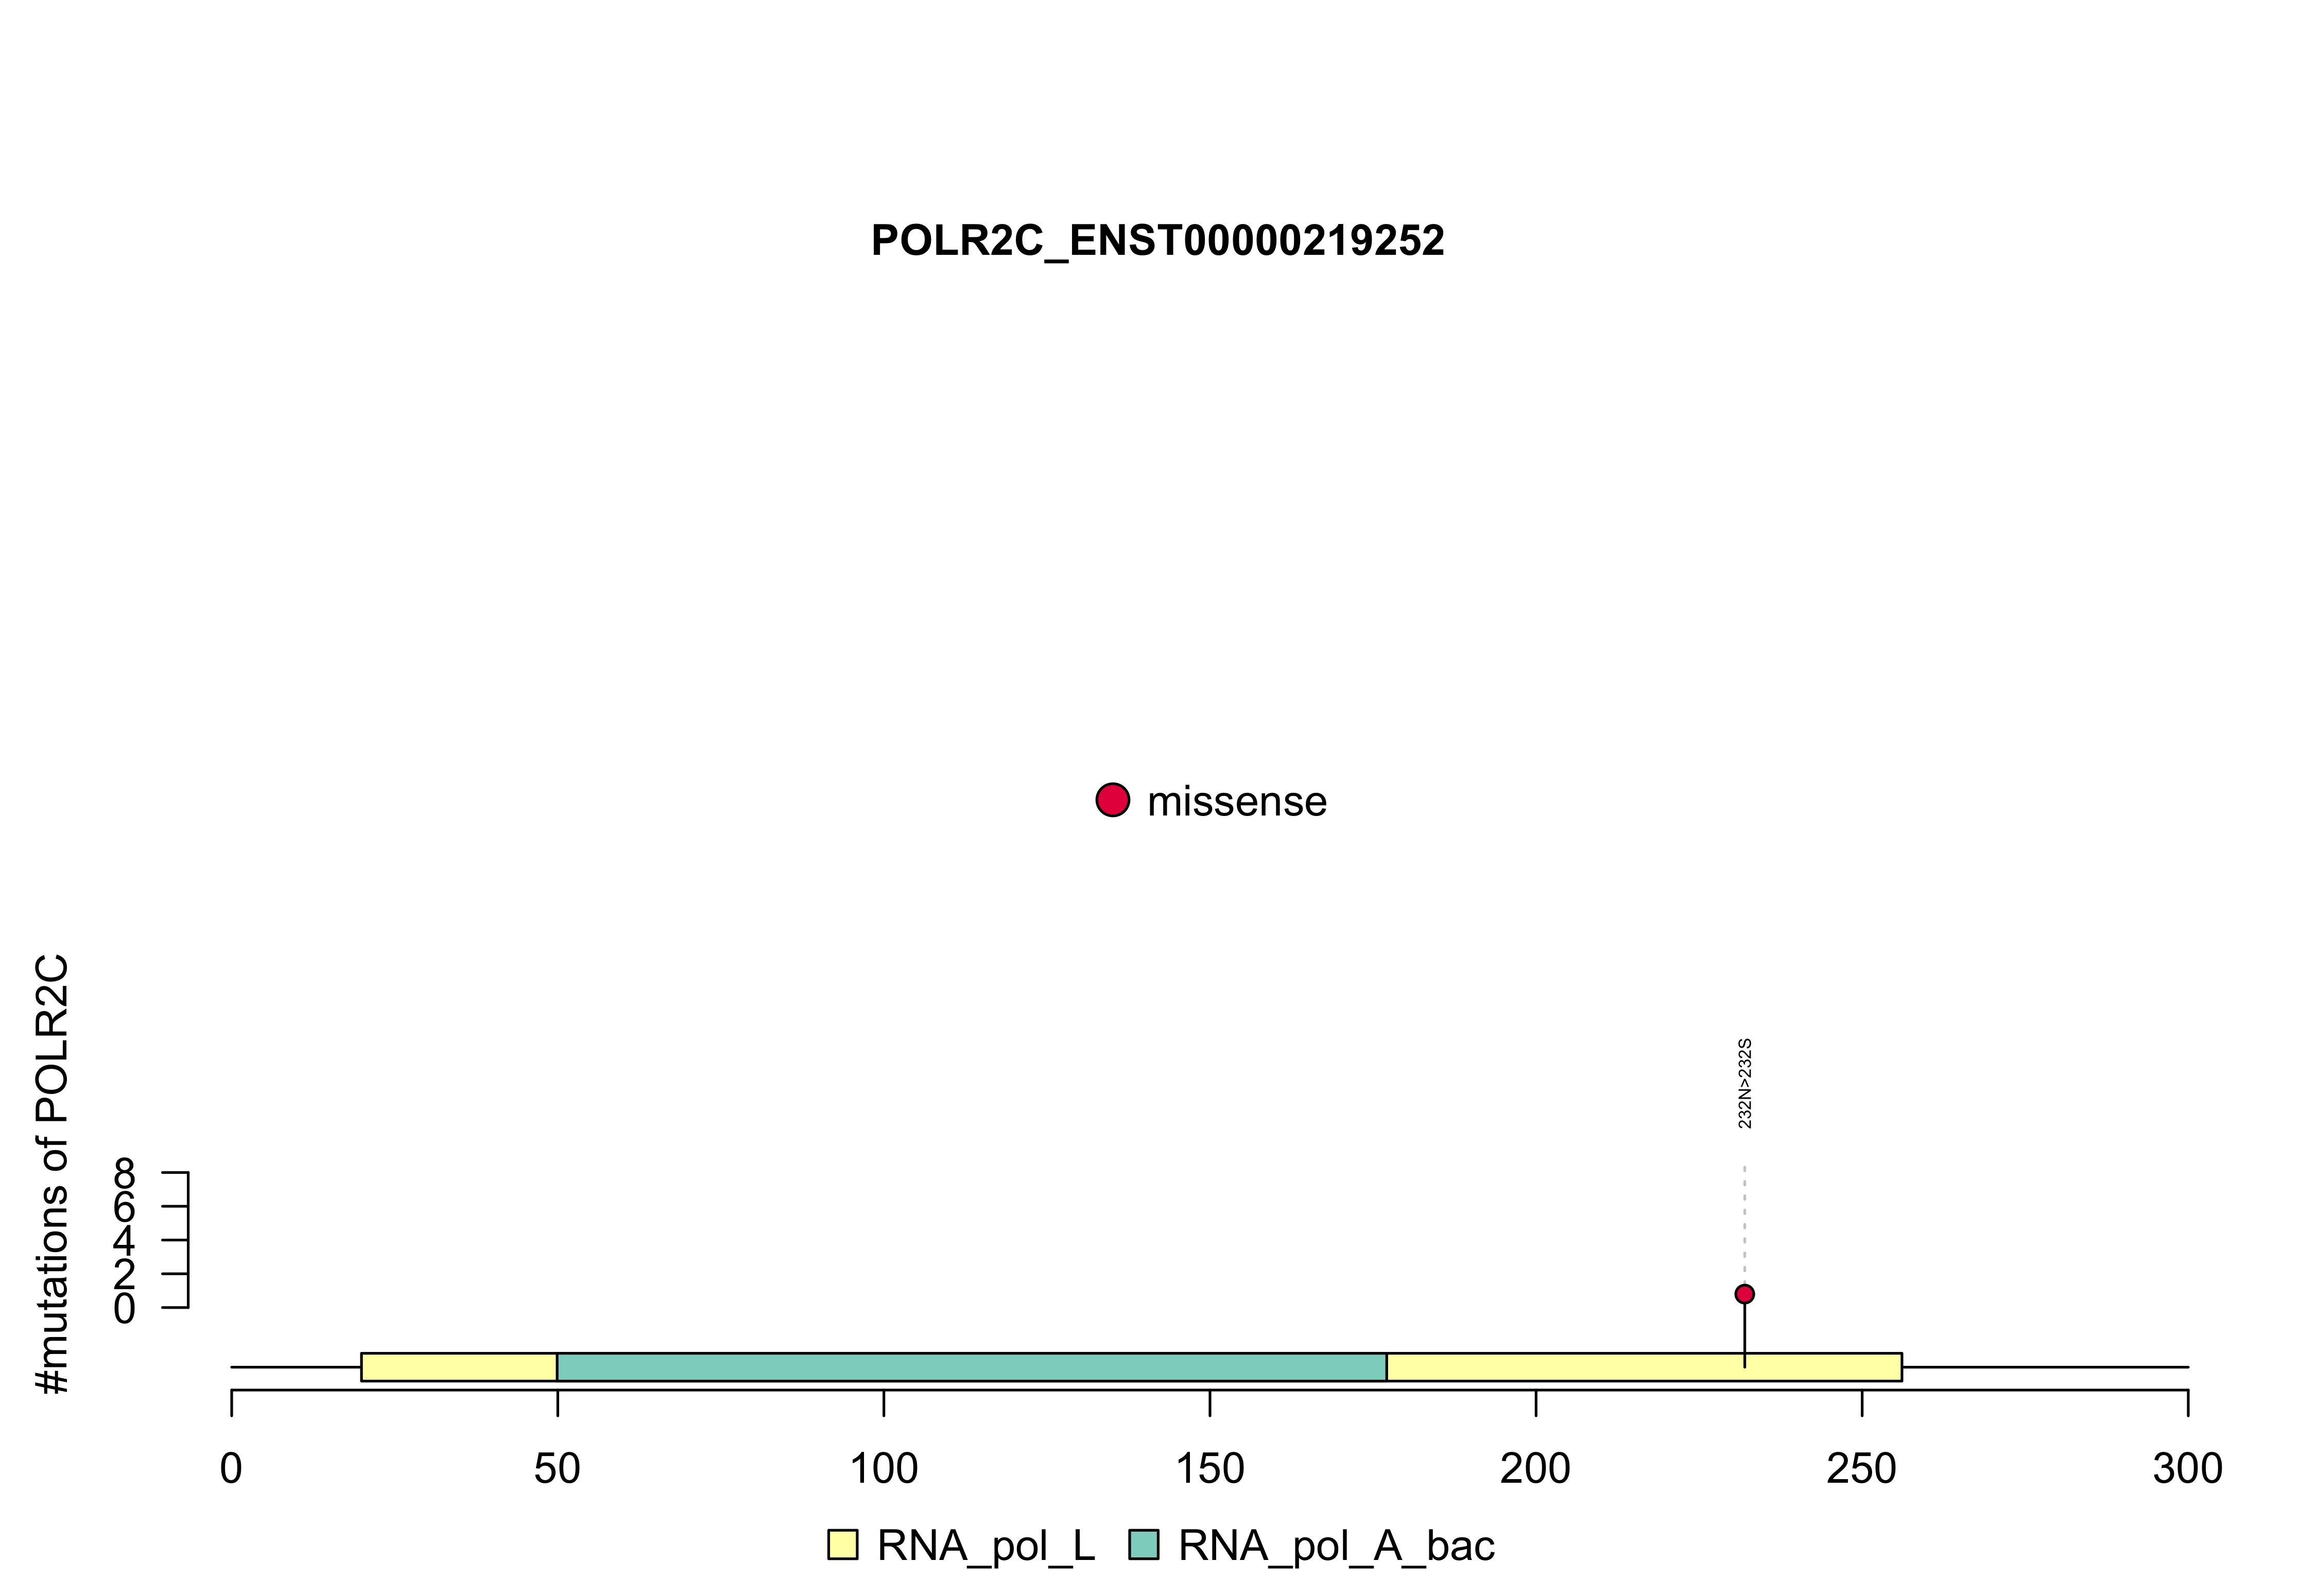 POLR2C_ENST00000219252
missense
#mutations of POLR2C
232N>232S
8
6
4
2
0
0 50 100 150 200 250 300
RNA_pol_L RNA_pol_A_bac